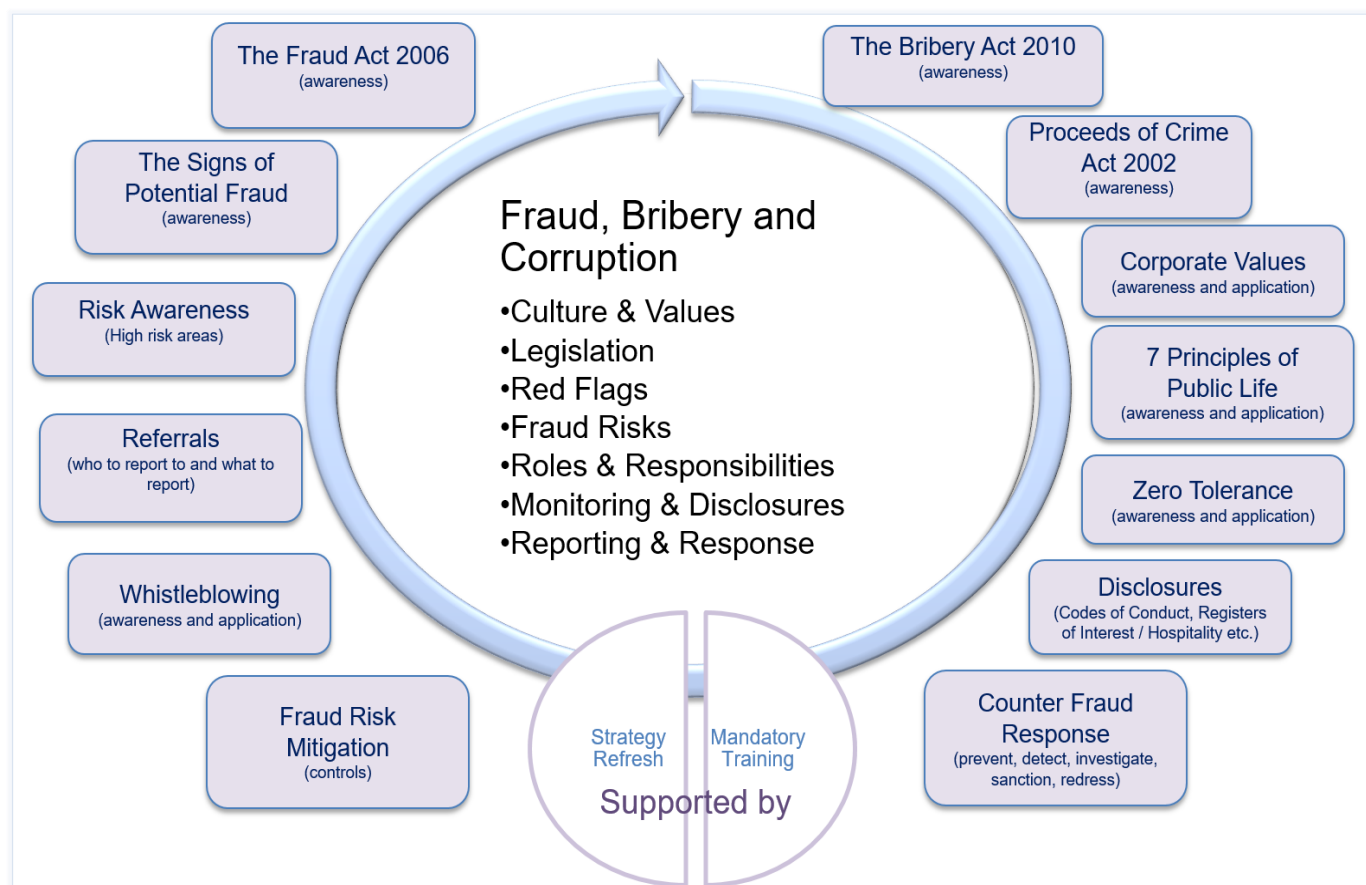 The Fraud Act 2006
(awareness)
The Bribery Act 2010
(awareness)
The Signs of
Potential Fraud
(awareness)
Proceeds of Crime
Act 2002
(awareness)
Risk Awareness
(High risk areas)
Corporate Values
(awareness and application)
Referrals
(who to report to and what to
report)
7 Principles of
Public Life
(awareness and application)
Whistleblowing
(awareness and application)
Zero Tolerance
(awareness and application)
Fraud Risk
Mitigation
(controls)
Disclosures
(Codes of Conduct, Registers
of Interest / Hospitality etc.)
Counter Fraud
Response
(prevent, detect, investigate,
sanction, redress)
Fraud, Bribery and
Corruption
•Culture & Values
•Legislation
•Red Flags
•Fraud Risks
•Roles & Responsibilities
•Monitoring & Disclosures
•Reporting & Response
Strategy
Refresh
Mandatory
Training
Supported by